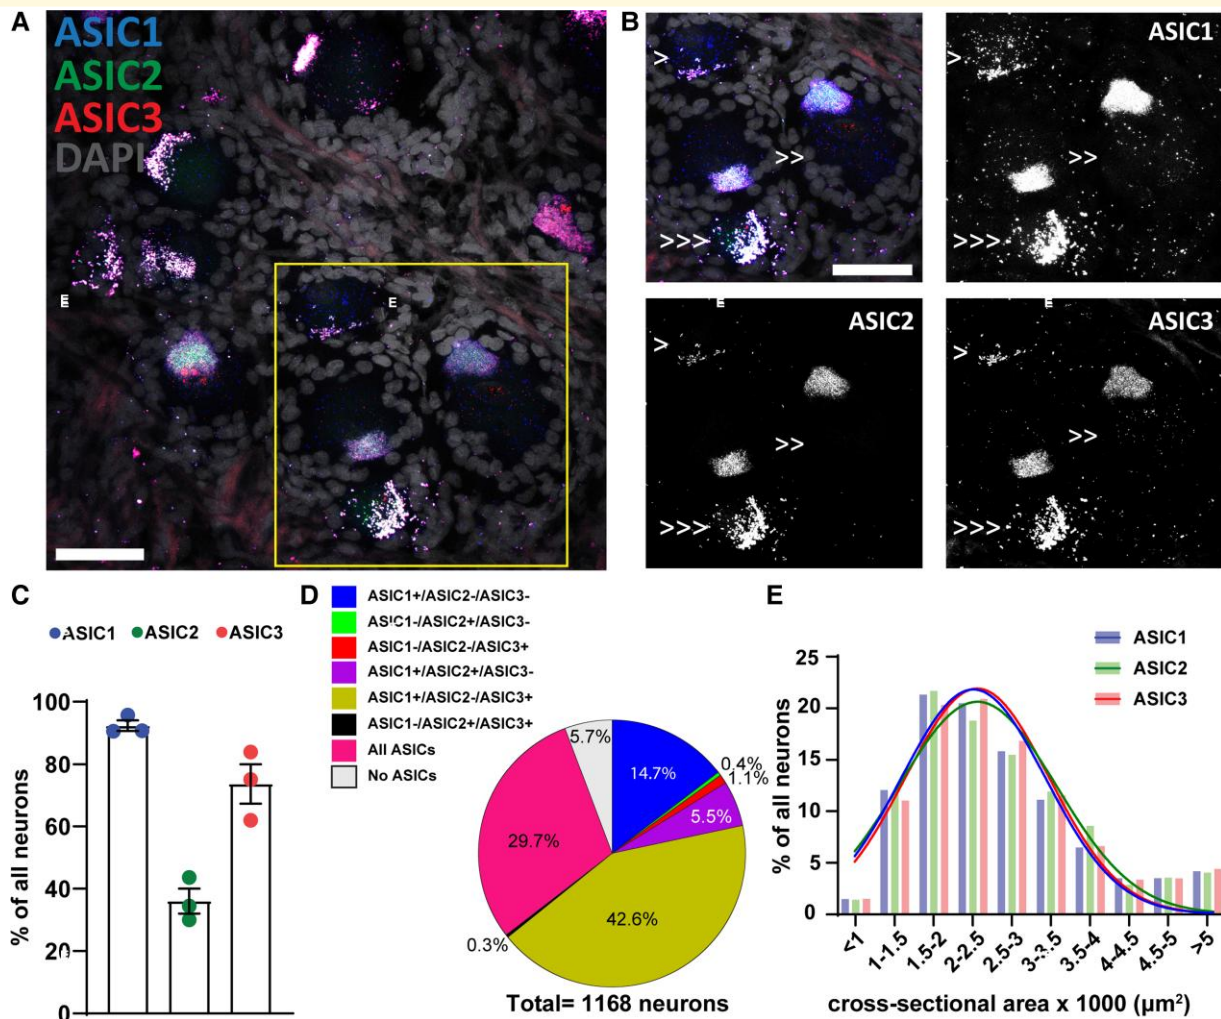 A
ASIC1
ASIC2
ASIC3
DAPI
E
E
B
>
>>
>>>
ASIC1
>
>>
>>>
E
ASIC2
>
>>
>>>
E
ASIC3
>
>>
>>>
C
ASIC1 ASIC2 ASIC3
% of all neurons
100
80
60
40
20
0
D
ASIC1+/ASIC2-/ASIC3-
ASIC1-/ASIC2+/ASIC3-
ASIC1-/ASIC2-/ASIC3+
ASIC1+/ASIC2+/ASIC3-
ASIC1+/ASIC2-/ASIC3+
ASIC1-/ASIC2+/ASIC3+
All ASICs
No ASICs
5.7%
14.7%
0.4%
1.1%
5.5%
29.7%
42.6%
0.3%
Total= 1168 neurons
E
ASIC1
ASIC2
ASIC3
% of all neurons
25
20
15
10
5
0
<1 1-1.5 1.5-2 2-2.5 2.5-3 3-3.5 3.5-4 4-4.5 4.5-5 >5
cross-sectional area x 1000 (µm²)